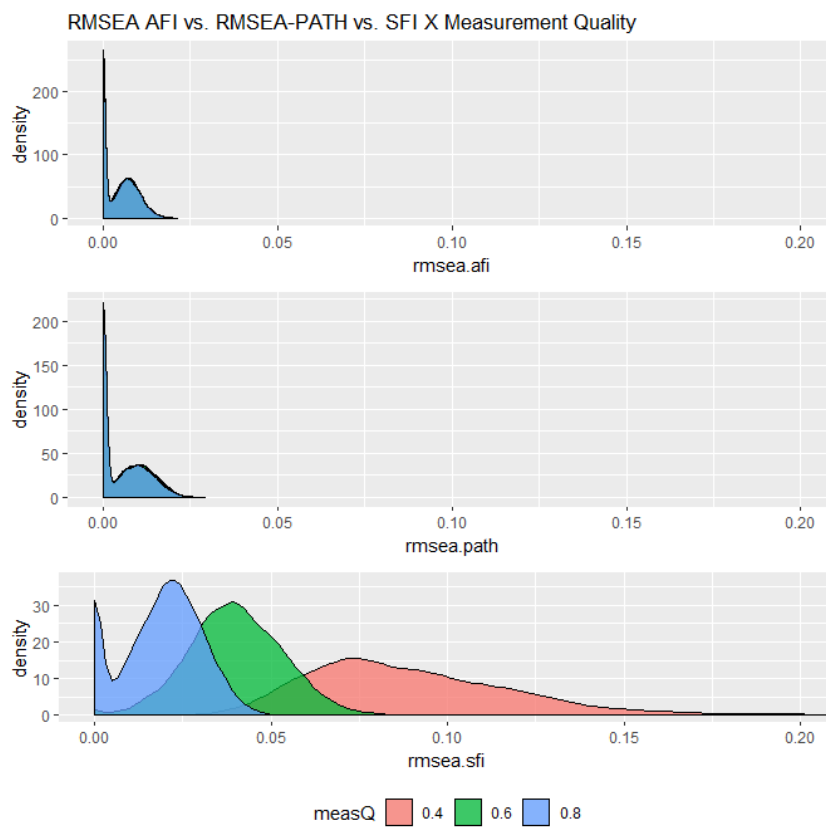 RMSEA AFI vs. RMSEA-PATH vs. SFI X Measurement Quality
density
200
100
0
0.00 0.05 0.10 0.15 0.20
rmsea.afi
density
200
150
100
50
0
0.00 0.05 0.10 0.15 0.20
rmsea.path
density
30
20
10
0
0.00 0.05 0.10 0.15 0.20
rmsea.sfi
measQ 0.4 0.6 0.8